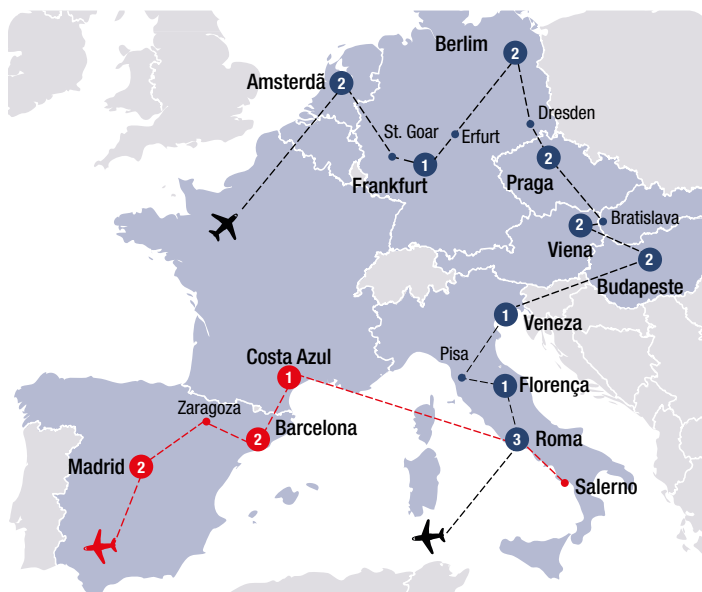 Berlim
2
Amsterdã
2
Dresden
St. Goar
Erfurt
1
Frankfurt
2
Praga
Bratislava
2
Viena
2
Budapeste
1
Veneza
Pisa
Costa Azul
1
1
Florença
Zaragoza
Barcelona
2
3
Roma
Madrid
2
Salerno